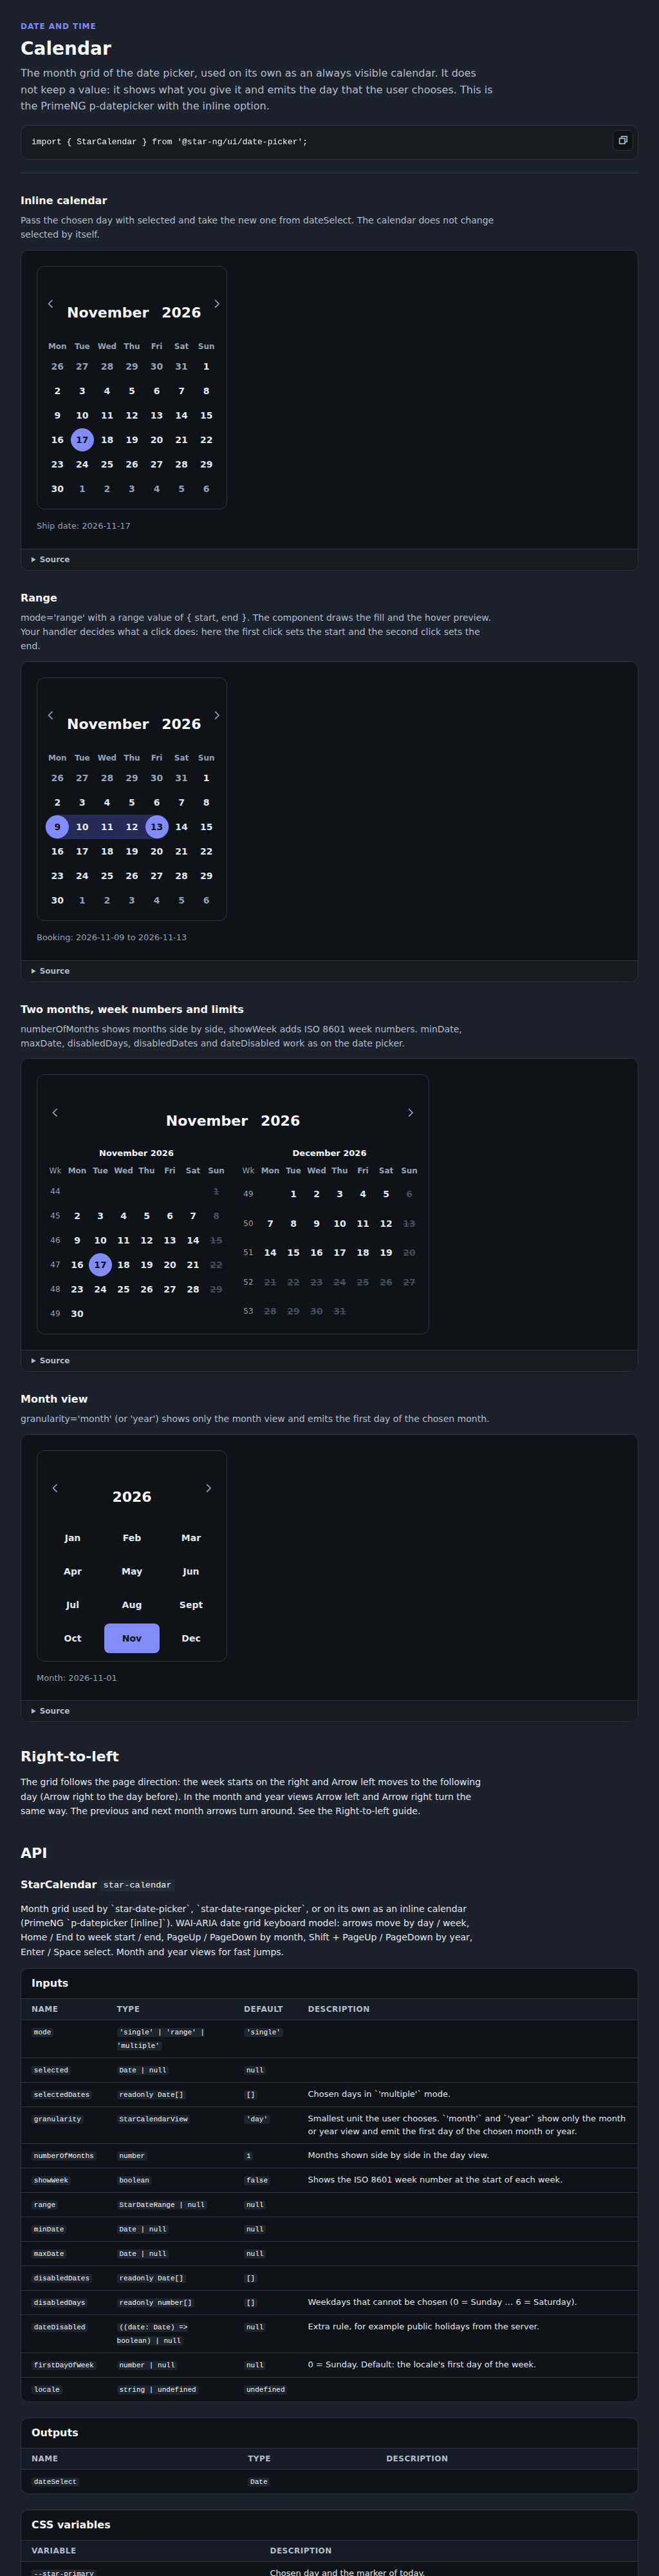 DATE AND TIME
Calendar
The month grid of the date picker, used on its own as an always visible calendar. It does
not keep a value: it shows what you give it and emits the day that the user chooses. This is
the PrimeNG p-datepicker with the inline option.
import { StarCalendar } from '@star-ng/ui/date-picker';
Inline calendar
Pass the chosen day with selected and take the new one from dateSelect. The calendar does not change
selected by itself.
November 2026
Mon Tue Wed Thu Fri Sat Sun
26 27 28 29 30 31 1
2 3 4 5 6 7 8
9 10 11 12 13 14 15
16 17 18 19 20 21 22
23 24 25 26 27 28 29
30 1 2 3 4 5 6
Ship date: 2026-11-17
Source
Range
mode='range' with a range value of { start, end }. The component draws the fill and the hover preview.
Your handler decides what a click does: here the first click sets the start and the second click sets the
end.
November 2026
Mon Tue Wed Thu Fri Sat Sun
26 27 28 29 30 31 1
2 3 4 5 6 7 8
9 10 11 12 13 14 15
16 17 18 19 20 21 22
23 24 25 26 27 28 29
30 1 2 3 4 5 6
Booking: 2026-11-09 to 2026-11-13
Source
Two months, week numbers and limits
numberOfMonths shows months side by side, showWeek adds ISO 8601 week numbers. minDate,
maxDate, disabledDays, disabledDates and dateDisabled work as on the date picker.
November 2026
November 2026
Wk Mon Tue Wed Thu Fri Sat Sun
44 1
45 2 3 4 5 6 7 8
46 9 10 11 12 13 14 15
47 16 17 18 19 20 21 22
48 23 24 25 26 27 28 29
49 30
December 2026
Wk Mon Tue Wed Thu Fri Sat Sun
49 1 2 3 4 5 6
50 7 8 9 10 11 12 13
51 14 15 16 17 18 19 20
52 21 22 23 24 25 26 27
53 28 29 30 31
Source
Month view
granularity='month' (or 'year') shows only the month view and emits the first day of the chosen month.
2026
Jan Feb Mar
Apr May Jun
Jul Aug Sept
Oct Nov Dec
Month: 2026-11-01
Source
Right-to-left
The grid follows the page direction: the week starts on the right and Arrow left moves to the following
day (Arrow right to the day before). In the month and year views Arrow left and Arrow right turn the
same way. The previous and next month arrows turn around. See the Right-to-left guide.
API
StarCalendar star-calendar
Month grid used by `star-date-picker`, `star-date-range-picker`, or on its own as an inline calendar
(PrimeNG `p-datepicker [inline]`). WAI-ARIA date grid keyboard model: arrows move by day / week,
Home / End to week start / end, PageUp / PageDown by month, Shift + PageUp / PageDown by year,
Enter / Space select. Month and year views for fast jumps.
Inputs
NAME TYPE DEFAULT DESCRIPTION
mode 'single' | 'range' | 'single'
'multiple'
selected Date | null null
selectedDates readonly Date[] [] Chosen days in `'multiple'` mode.
granularity StarCalendarView 'day' Smallest unit the user chooses. `'month'` and `'year'` show only the month
or year view and emit the first day of the chosen month or year.
numberOfMonths number 1 Months shown side by side in the day view.
showWeek boolean false Shows the ISO 8601 week number at the start of each week.
range StarDateRange | null null
minDate Date | null null
maxDate Date | null null
disabledDates readonly Date[] []
disabledDays readonly number[] [] Weekdays that cannot be chosen (0 = Sunday … 6 = Saturday).
dateDisabled ((date: Date) => null Extra rule, for example public holidays from the server.
boolean) | null
firstDayOfWeek number | null null 0 = Sunday. Default: the locale's first day of the week.
locale string | undefined undefined
Outputs
NAME TYPE DESCRIPTION
dateSelect Date
CSS variables
VARIABLE DESCRIPTION
--star-primary Chosen day and the marker of today.